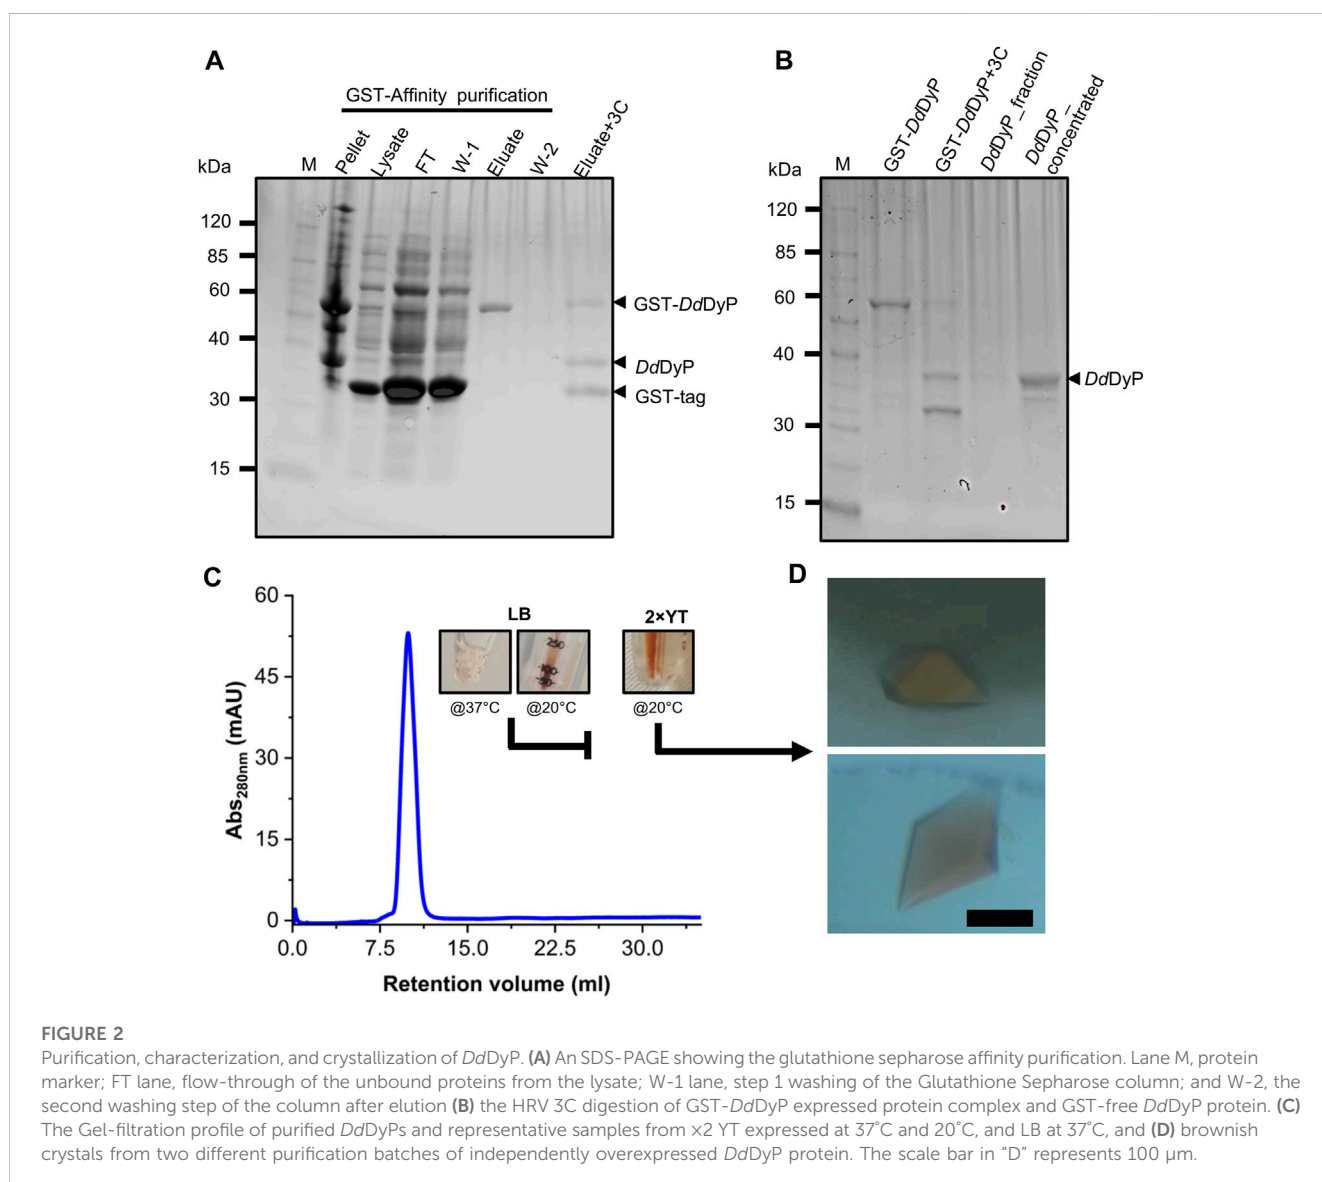 A
GST-Affinity purification
kDa
M
Pellet
Lysate
FT
W-1
Eluate
W-2
Eluate+3C
120
85
60
40
30
15
GST-DdDyP
DdDyP
GST-tag
B
kDa
M
GST-DdDyP
GST-DdDyP+3C
DdDyP_fraction
DdDyP_
concentrated
120
85
60
40
30
15
DdDyP
C
60
45
30
15
0
Abs280nm (mAU)
0.0 7.5 15.0 22.5 30.0
Retention volume (ml)
LB
2×YT
250
@37°C
@20°C
@20°C
D
FIGURE 2
Purification, characterization, and crystallization of DdDyP. (A) An SDS-PAGE showing the glutathione sepharose affinity purification. Lane M, protein
marker; FT lane, flow-through of the unbound proteins from the lysate; W-1 lane, step 1 washing of the Glutathione Sepharose column; and W-2, the
second washing step of the column after elution (B) the HRV 3C digestion of GST-DdDyP expressed protein complex and GST-free DdDyP protein. (C)
The Gel-filtration profile of purified DdDyPs and representative samples from ×2 YT expressed at 37˚C and 20˚C, and LB at 37˚C, and (D) brownish
crystals from two different purification batches of independently overexpressed DdDyP protein. The scale bar in “D” represents 100 μm.